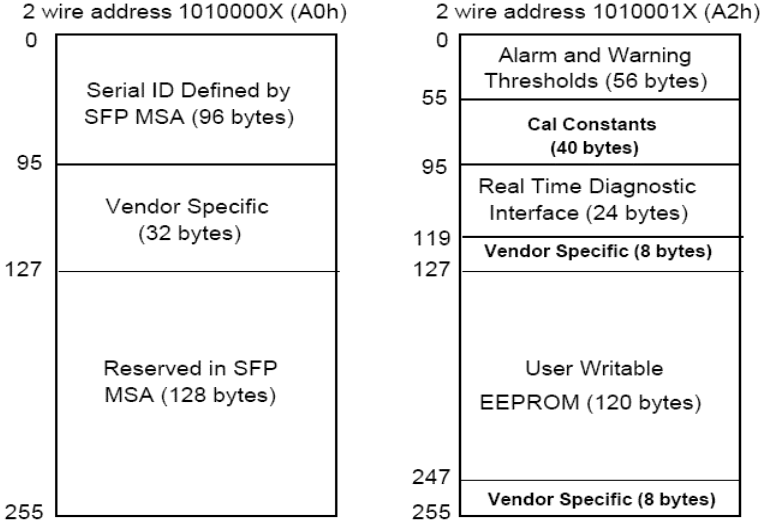 2 wire address 1010000X (A0h)
0
Serial ID Defined by
SFP MSA (96 bytes)
95
Vendor Specific
(32 bytes)
127
Reserved in SFP
MSA (128 bytes)
255
2 wire address 1010001X (A2h)
0
Alarm and Warning
Thresholds (56 bytes)
55
Cal Constants
(40 bytes)
95
Real Time Diagnostic
Interface (24 bytes)
119
Vendor Specific (8 bytes)
127
User Writable
EEPROM (120 bytes)
247
Vendor Specific (8 bytes)
255